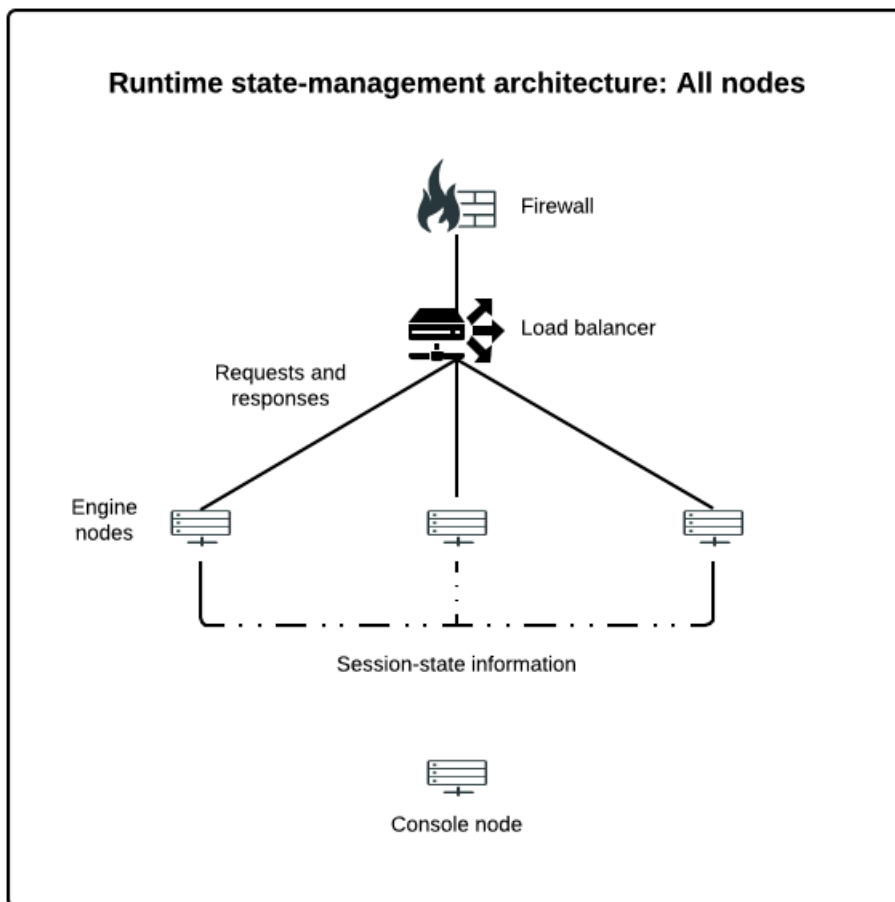 Runtime state-management architecture: All nodes
Firewall
Load balancer
Requests and
responses
Engine
nodes
Session-state information
Console node